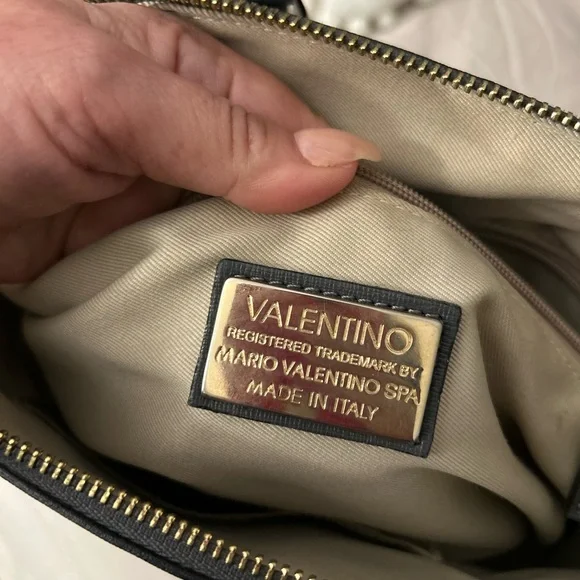 VALENTINO
REGISTERED TRADEMARK BY
MARIO VALENTINO SPA
MADE IN ITALY